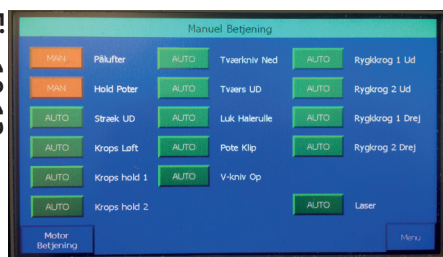 Manuel Betjening
MAN Pålufter AUTO Tværkniv Ned AUTO Rygkkrog 1 Ud
MAN Hold Poter AUTO Tværs UD AUTO Rygkrog 2 Ud
AUTO Stræk UD AUTO Luk Halerulle AUTO Rygkkrog 1 Drej
AUTO Krops Løft AUTO Pote Klip AUTO Rygkrog 2 Drej
AUTO Krops hold 1 AUTO V-kniv Op
AUTO Krops hold 2 AUTO Laser
Motor
Betjening
Menu